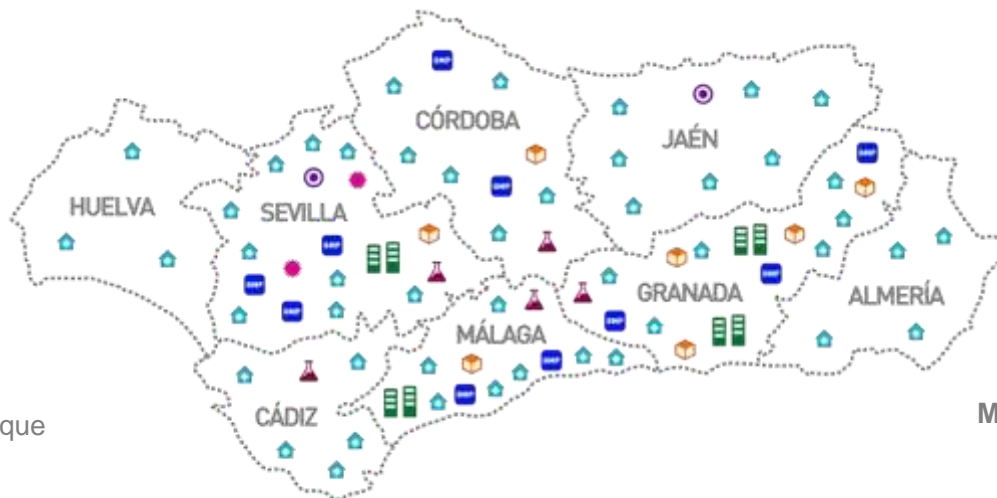 CÓRDOBA
JAÉN
HUELVA
SEVILLA
GRANADA
ALMERÍA
MÁLAGA
CÁDIZ
M
que